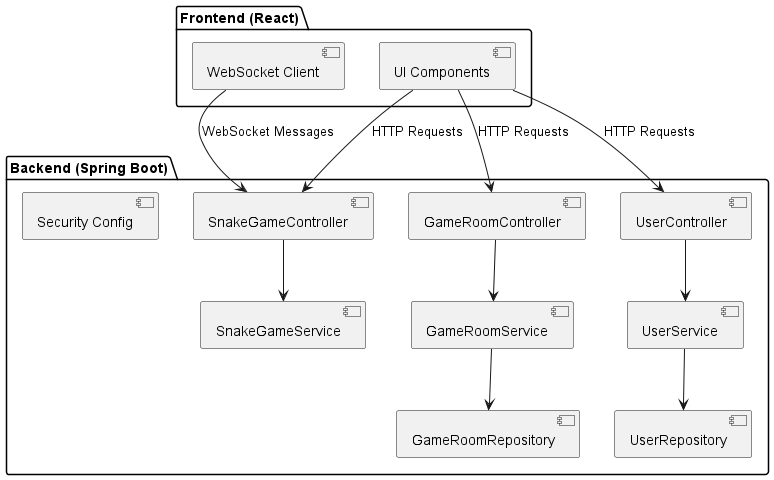 Frontend (React)
WebSocket Client
UI Components
WebSocket Messages
HTTP Requests
HTTP Requests
HTTP Requests
Backend (Spring Boot)
Security Config
SnakeGameController
GameRoomController
UserController
SnakeGameService
GameRoomService
UserService
GameRoomRepository
UserRepository